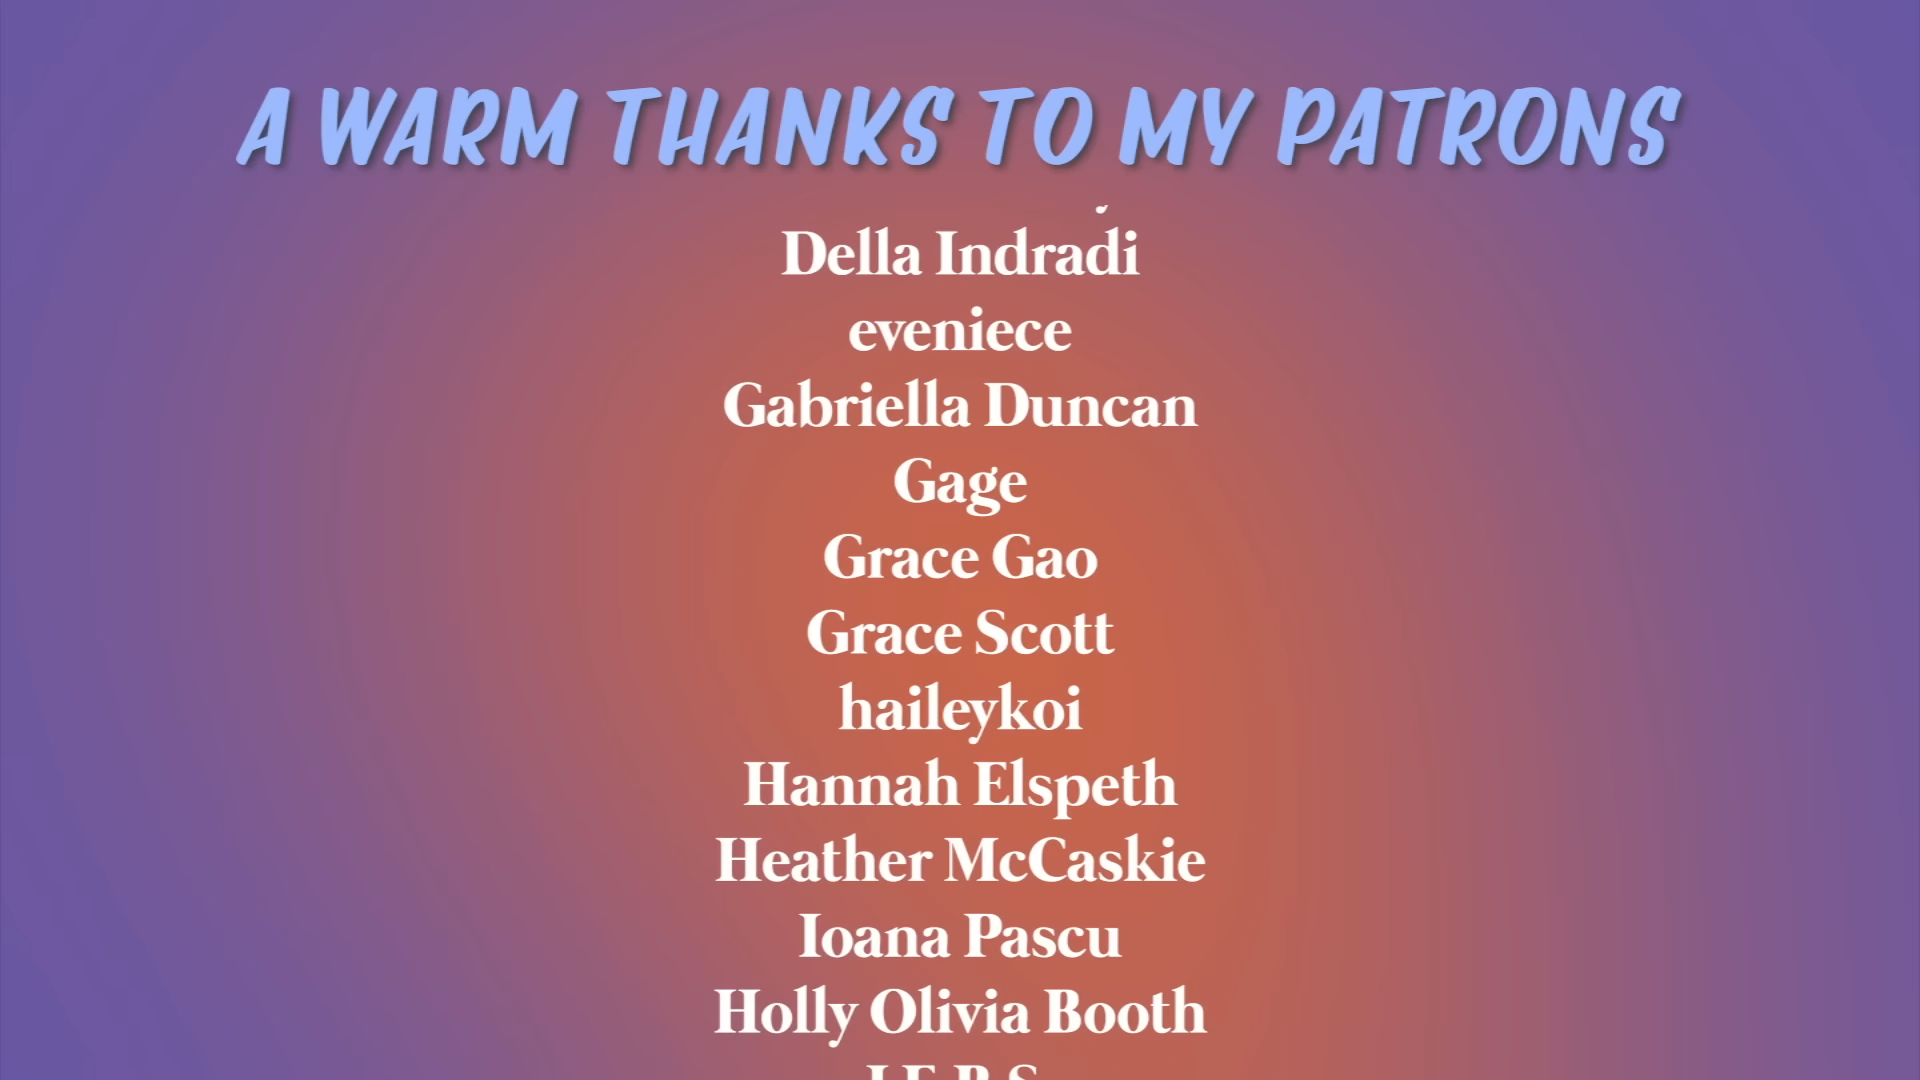 A WARM THANKS TO MY PATRONS
Della Indradi
eveniece
Gabriella Duncan
Gage
Grace Gao
Grace Scott
haileykoi
Hannah Elspeth
Heather McCaskie
Ioana Pascu
Holly Olivia Booth